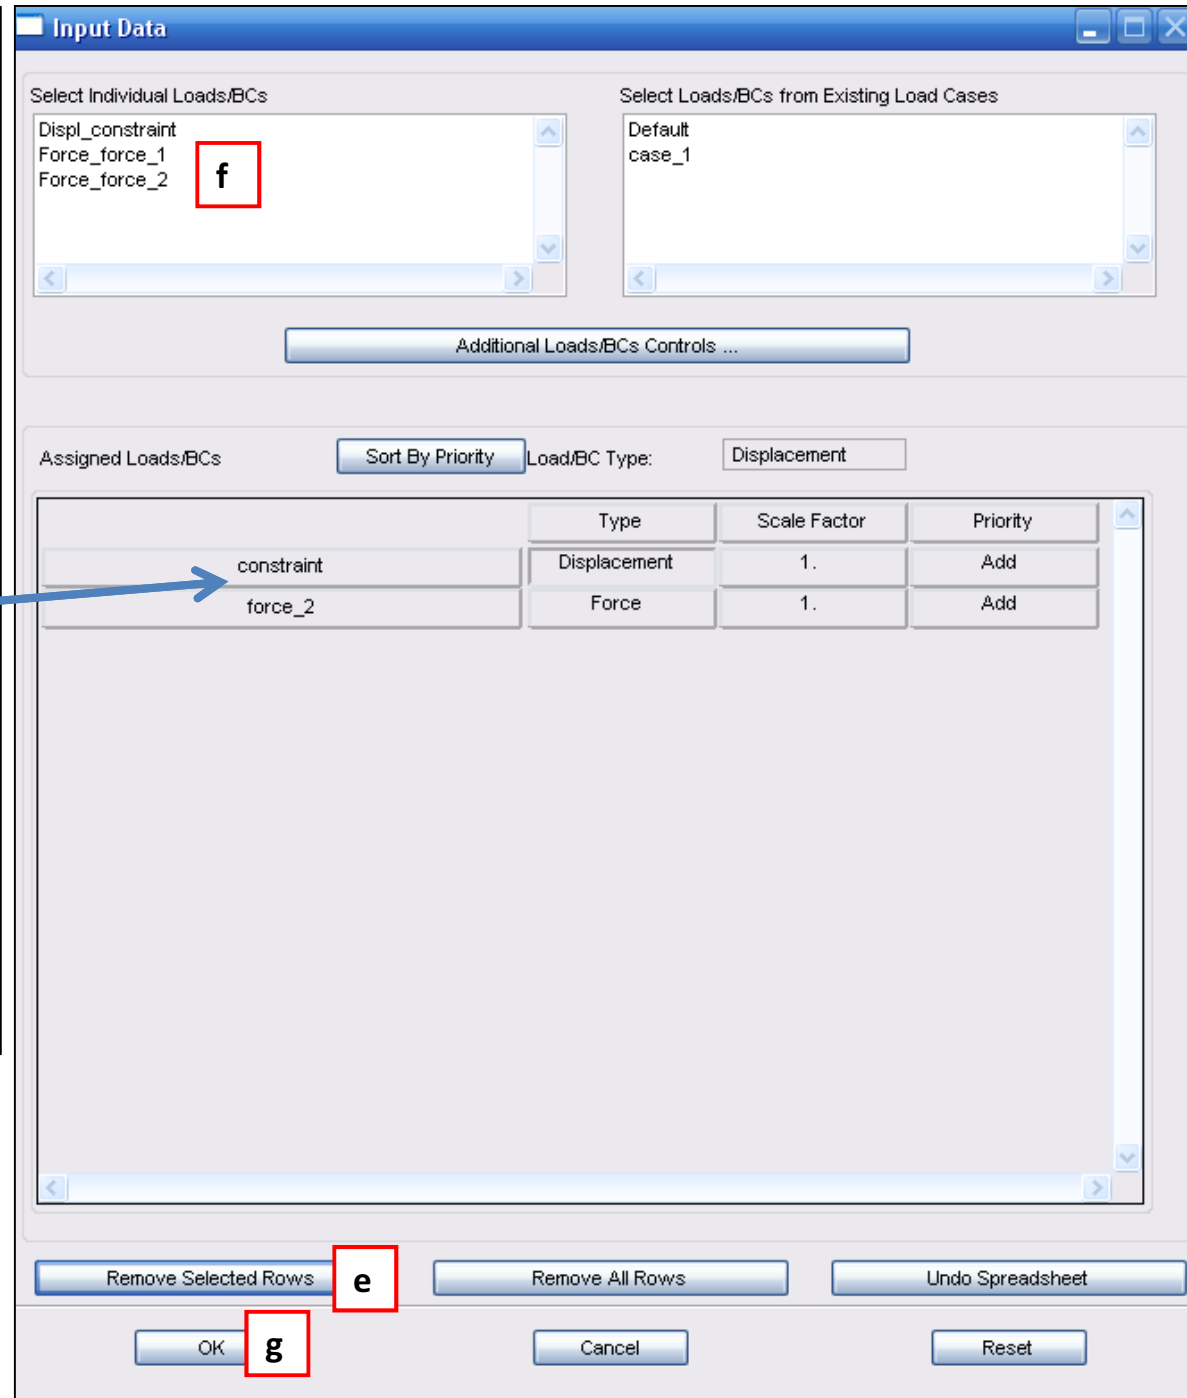 Input Data
Select Individual Loads/BCs
Select Loads/BCs from Existing Load Cases
Displ_constraint
Force_force_1
Force_force_2
f
Default
case_1
Additional Loads/BCs Controls ...
Assigned Loads/BCs
Sort By Priority
Load/BC Type:
Displacement
Type Scale Factor Priority
constraint Displacement 1. Add
force_2 Force 1. Add
Remove Selected Rows
e
Remove All Rows
Undo Spreadsheet
OK
g
Cancel
Reset